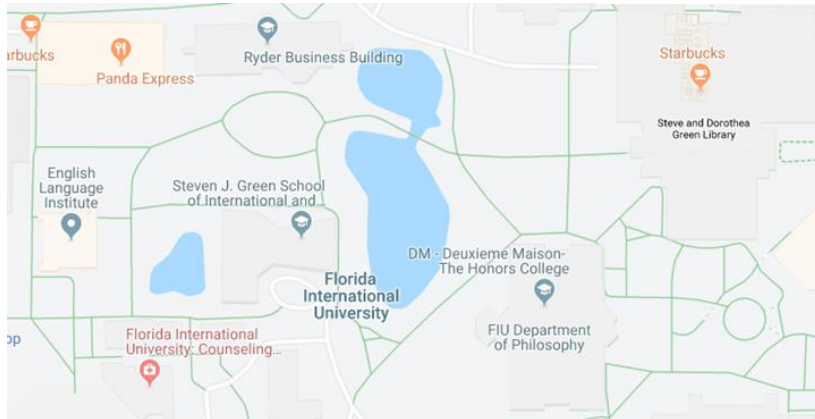 arbucks
Panda Express
Ryder Business Building
Starbucks
Steve and Dorothea
Green Library
English
Language
Institute
Steven J. Green School
of International and...
DM - Deuxieme Maison-
The Honors College
Florida
International
University
FIU Department
of Philosophy
Florida International
University: Counseling...
op